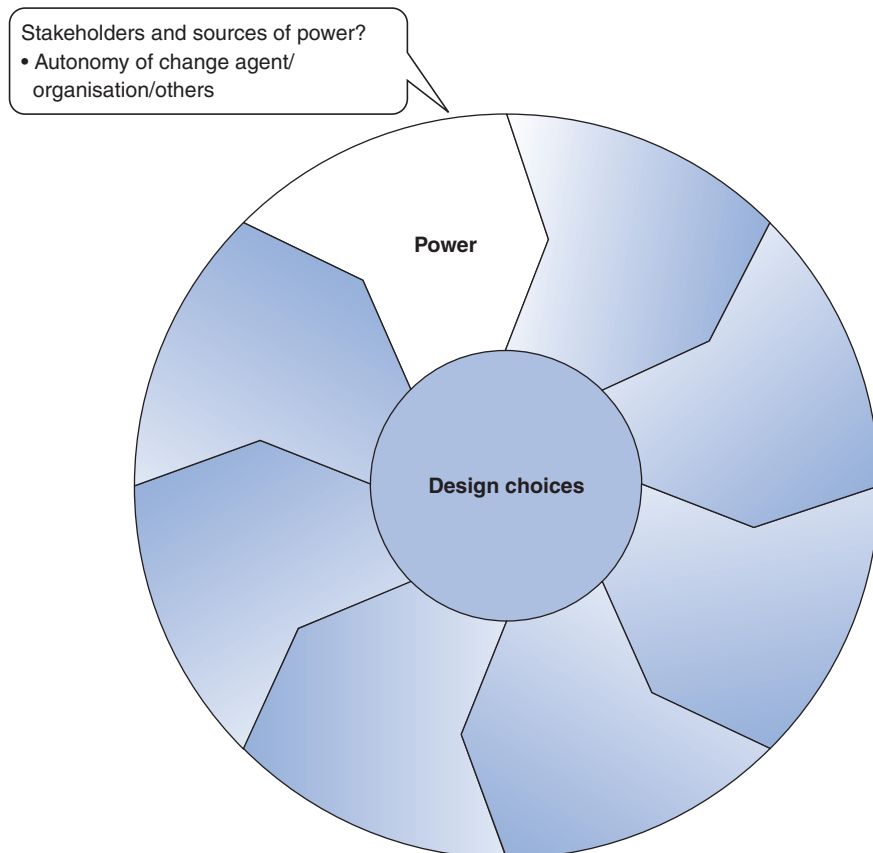 Stakeholders and sources of power?
• Autonomy of change agent/
organisation/others
Power
Design choices